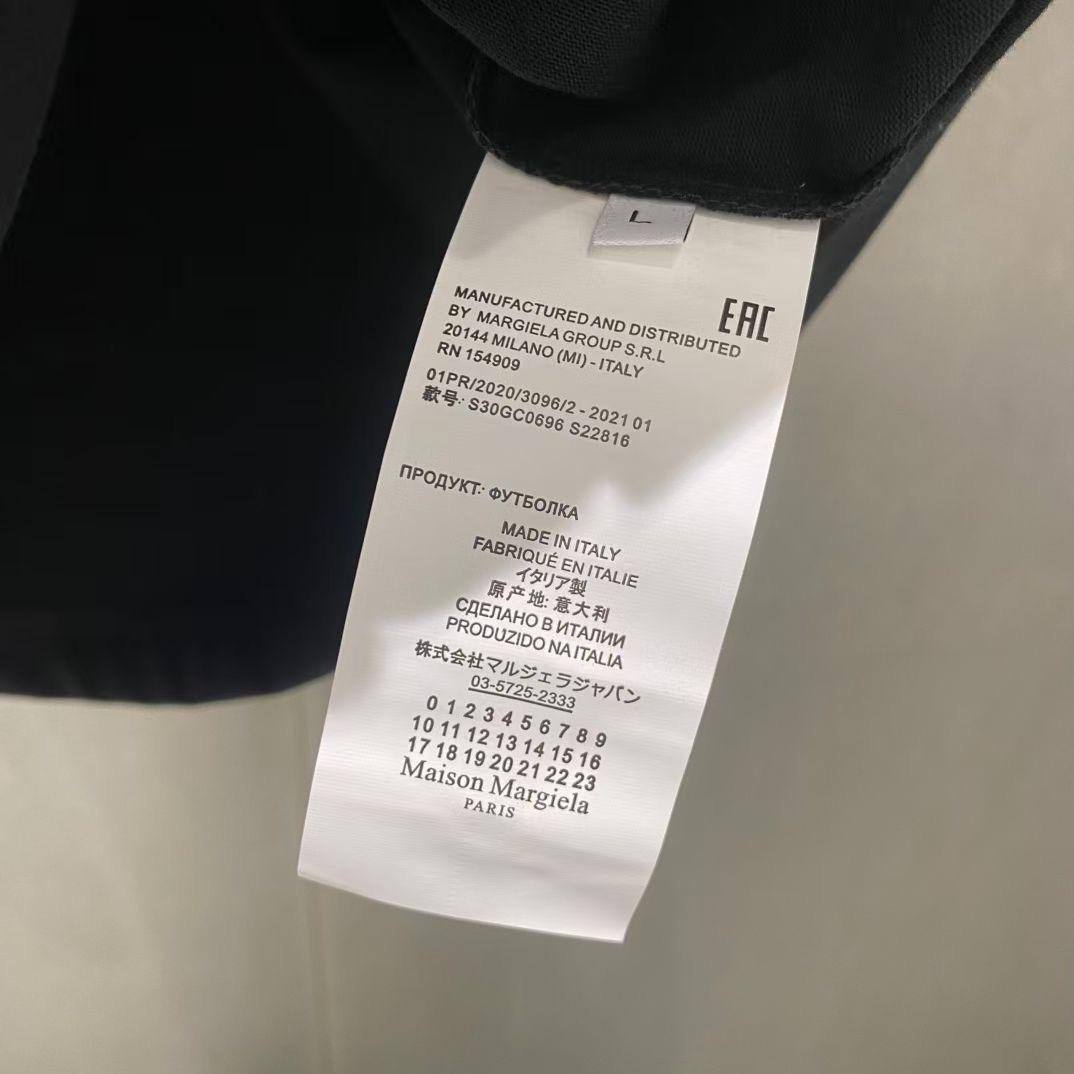 L
EAC
MANUFACTURED AND DISTRIBUTED
BY MARGIELA GROUP S.R.L
20144 MILANO (MI) - ITALY
RN 154909
01PR/2020/3096/2 - 2021 01
款号: S30GC0696 S22816
ПРОДУКТ: ФУТБОЛКА
MADE IN ITALY
FABRIQUÉ EN ITALIE
イタリア製
原产地: 意大利
СДЕЛАНО В ИТАЛИИ
PRODUZIDO NA ITALIA
株式会社マルジェラジャパン
03-5725-2333
0 1 2 3 4 5 6 7 8 9
10 11 12 13 14 15 16
17 18 19 20 21 22 23
Maison Margiela
PARIS